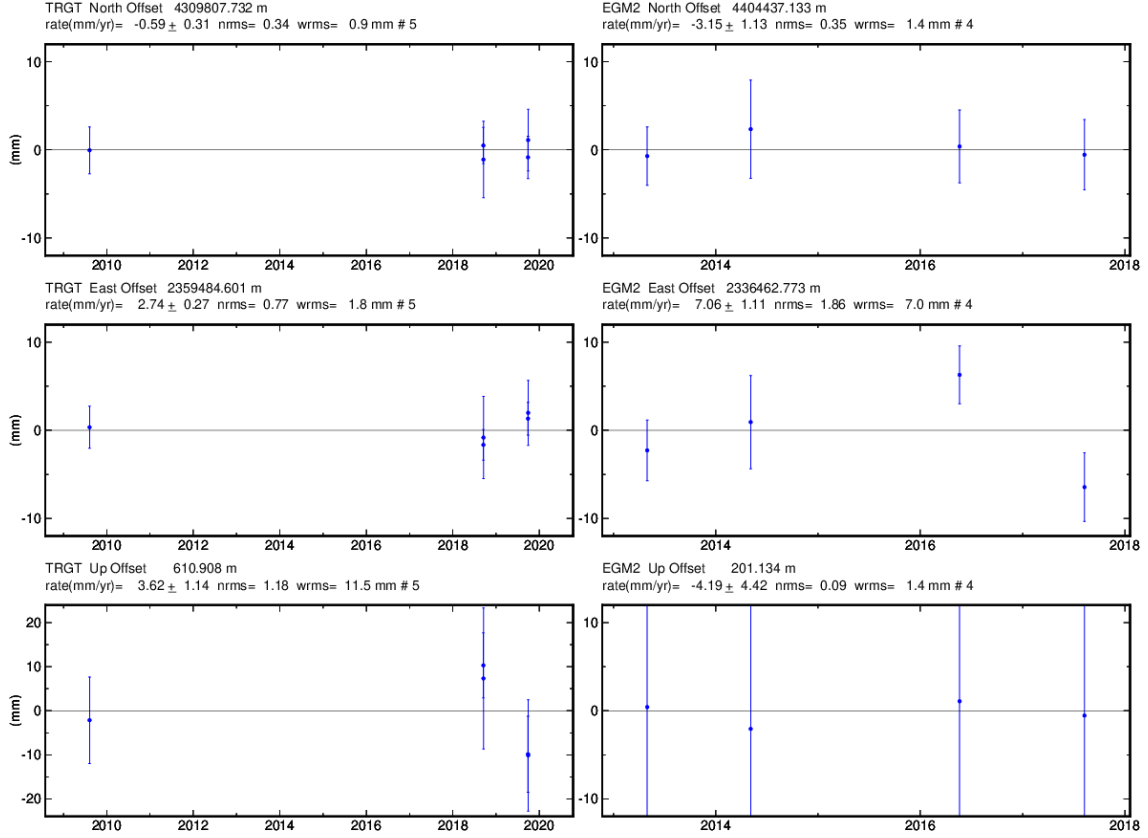 TRGT North Offset 4309807.732 m
rate(mm/yr)= -0.59 ± 0.31 nrms= 0.34 wrms= 0.9 mm # 5
10
0
-10
(mm)
2010 2012 2014 2016 2018 2020
EGM2 North Offset 4404437.133 m
rate(mm/yr)= -3.15 ± 1.13 nrms= 0.35 wrms= 1.4 mm # 4
10
0
-10
2014 2016 2018
TRGT East Offset 2359484.601 m
rate(mm/yr)= 2.74 ± 0.27 nrms= 0.77 wrms= 1.8 mm # 5
10
0
-10
(mm)
2010 2012 2014 2016 2018 2020
EGM2 East Offset 2336462.773 m
rate(mm/yr)= 7.06 ± 1.11 nrms= 1.86 wrms= 7.0 mm # 4
10
0
-10
2014 2016 2018
TRGT Up Offset 610.908 m
rate(mm/yr)= 3.62 ± 1.14 nrms= 1.18 wrms= 11.5 mm # 5
20
10
0
-10
-20
(mm)
2010 2012 2014 2016 2018 2020
EGM2 Up Offset 201.134 m
rate(mm/yr)= -4.19 ± 4.42 nrms= 0.09 wrms= 1.4 mm # 4
10
0
-10
2014 2016 2018